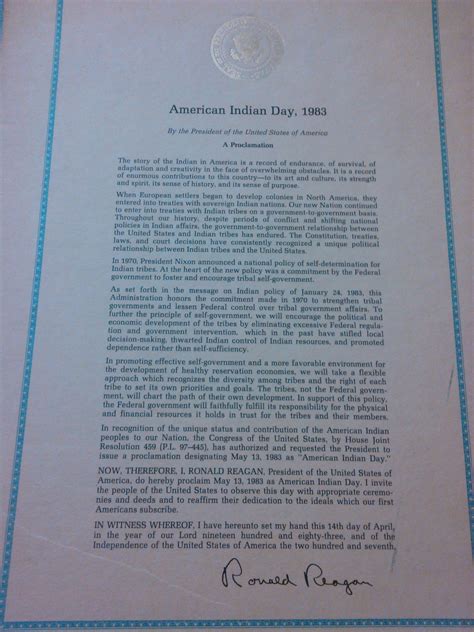 American Indian Day, 1983
By the President of the United States of America
A Proclamation
The story of the Indian in America is a record of endurance, of survival, of
adaptation and creativity in the face of overwhelming obstacles. It is a record
of enormous contributions to this country—to its art and culture, its strength
and spirit, its sense of history, and its sense of purpose.
When European settlers began to develop colonies in North America, they
entered into treaties with sovereign Indian nations. Our new Nation continued
to enter into treaties with Indian tribes on a government-to-government basis.
Throughout our history, despite periods of conflict and shifting national
policies in Indian affairs, the government-to-government relationship between
the United States and Indian tribes has endured. The Constitution, treaties,
laws, and court decisions have consistently recognized a unique political
relationship between Indian tribes and the United States.
In 1970, President Nixon announced a national policy of self-determination for
Indian tribes. At the heart of the new policy was a commitment by the Federal
government to foster and encourage tribal self-government.
As set forth in the message on Indian policy of January 24, 1983, this
Administration honors the commitment made in 1970 to strengthen tribal
governments and lessen Federal control over tribal government affairs. To
further the principle of self-government, we will encourage the political and
economic development of the tribes by eliminating excessive Federal regula-
tion and government intervention, which in the past have stifled local
decision-making, thwarted Indian control of Indian resources, and promoted
dependence rather than self-sufficiency.
In promoting effective self-government and a more favorable environment for
the development of healthy reservation economies, we will take a flexible
approach which recognizes the diversity among tribes and the right of each
tribe to set its own priorities and goals. The tribes, not the Federal govern-
ment, will chart the path of their own development. In support of this policy,
the Federal government will faithfully fulfill its responsibility for the physical
and financial resources it holds in trust for the tribes and their members.
In recognition of the unique status and contribution of the American Indian
peoples to our Nation, the Congress of the United States, by House Joint
Resolution 459 (P.L. 97-445), has authorized and requested the President to
issue a proclamation designating May 13, 1983 as "American Indian Day."
NOW, THEREFORE, I, RONALD REAGAN, President of the United States of
America, do hereby proclaim May 13, 1983 as American Indian Day. I invite
the people of the United States to observe this day with appropriate ceremo-
nies and deeds and to reaffirm their dedication to the ideals which our first
Americans subscribe.
IN WITNESS WHEREOF, I have hereunto set my hand this 14th day of April,
in the year of our Lord nineteen hundred and eighty-three, and of the
Independence of the United States of America the two hundred and seventh.
Ronald Reagan